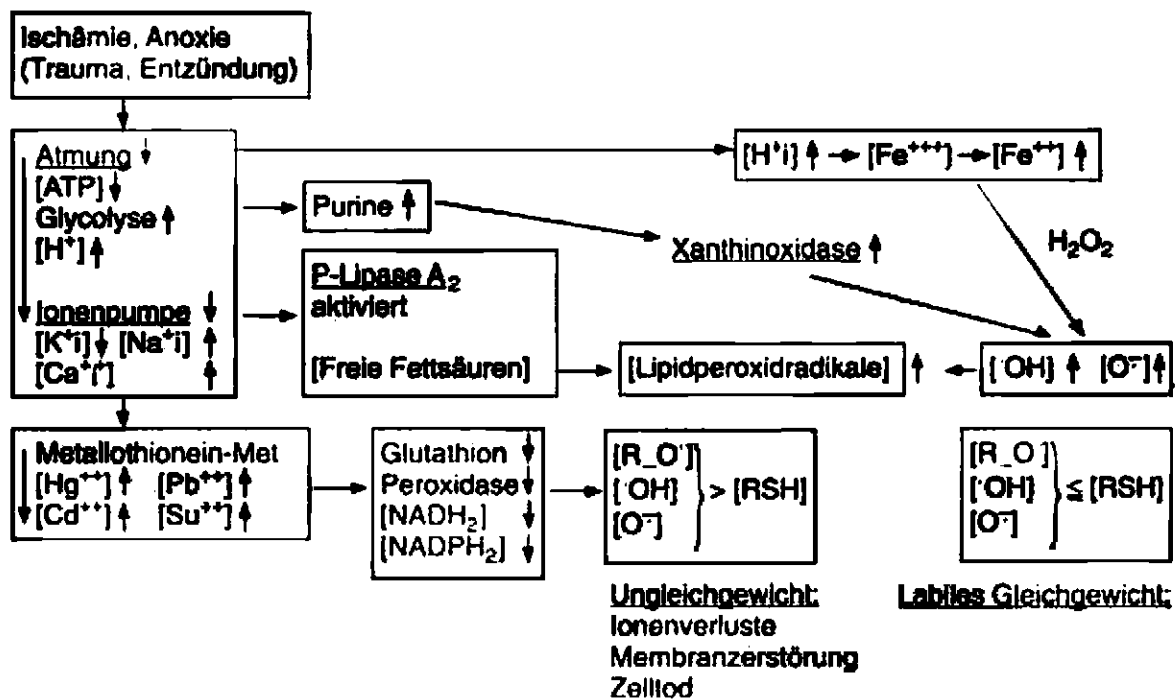 Ischämie, Anoxie
(Trauma, Entzündung)
Atmung ↓
[ATP] ↓
Glycolyse ↑
[H⁺] ↑
Ionenpumpe ↓
[K⁺i] ↓ [Na⁺i] ↑
[Ca⁺i⁺] ↑
[H⁺i] ↑ → [Fe⁺⁺⁺] → [Fe⁺⁺] ↑
Purine ↑
Xanthinoxidase ↑
H₂O₂
P-Lipase A₂
aktiviert
[Freie Fettsäuren]
[Lipidperoxidradikale] ↑
[·OH] ↑ [O⁻·] ↑
Metallothionein-Met
[Hg⁺⁺] ↑ [Pb⁺⁺] ↑
[Cd⁺⁺] ↑ [Su⁺⁺] ↑
Glutathion ↓
Peroxidase ↓
[NADH₂] ↓
[NADPH₂] ↓
[R_O·]
[·OH] > [RSH]
[O⁻·]
[R_O ]
[·OH] ≤ [RSH]
[O⁻·]
Ungleichgewicht:
Ionenverluste
Membranzerstörung
Zelltod
Labiles Gleichgewicht: